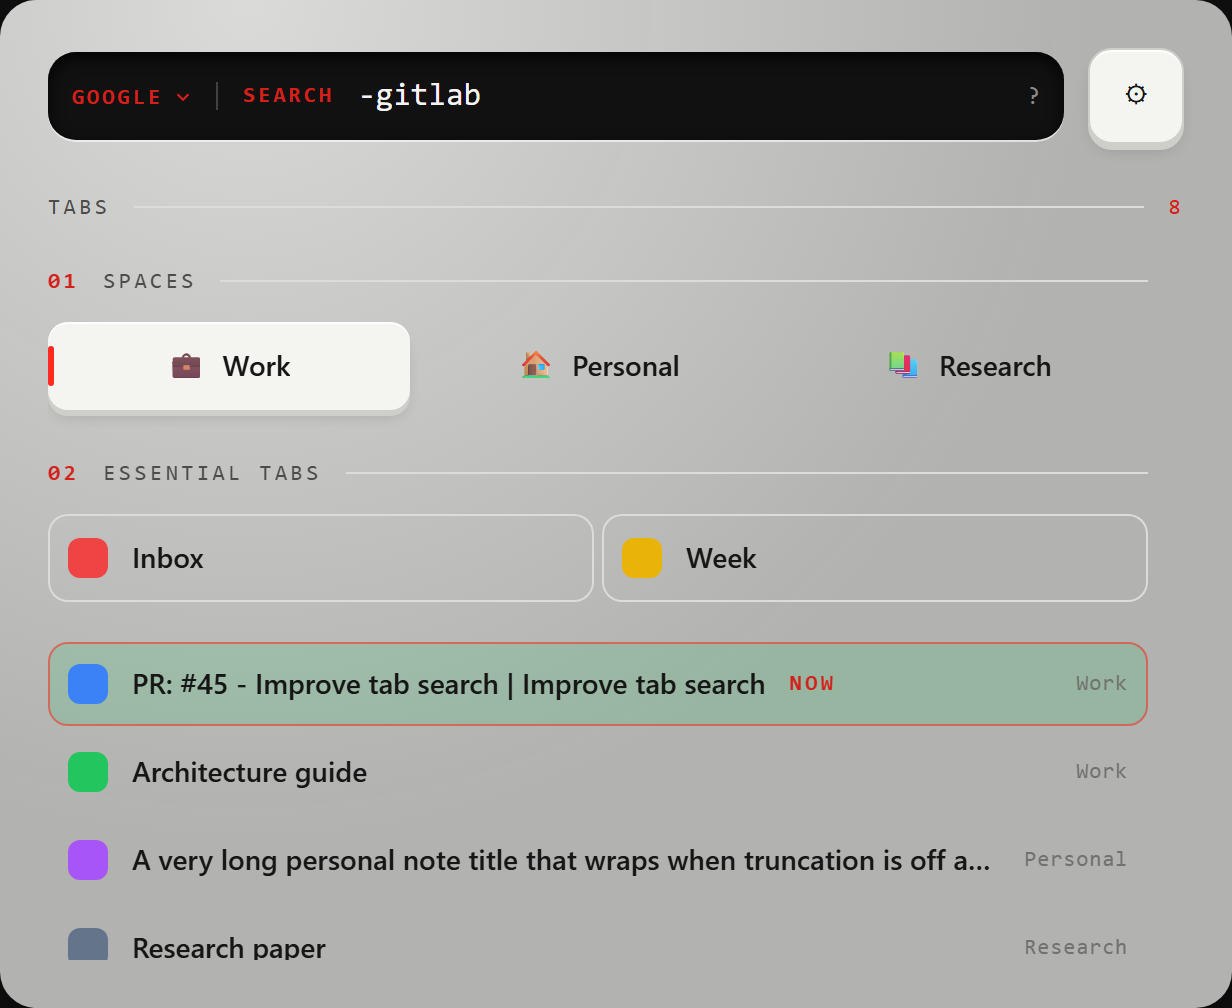 GOOGLE SEARCH -gitlab ?
TABS 8
01 SPACES
Work Personal Research
02 ESSENTIAL TABS
Inbox Week
PR: #45 - Improve tab search | Improve tab search NOW Work
Architecture guide Work
A very long personal note title that wraps when truncation is off a... Personal
Research paper Research